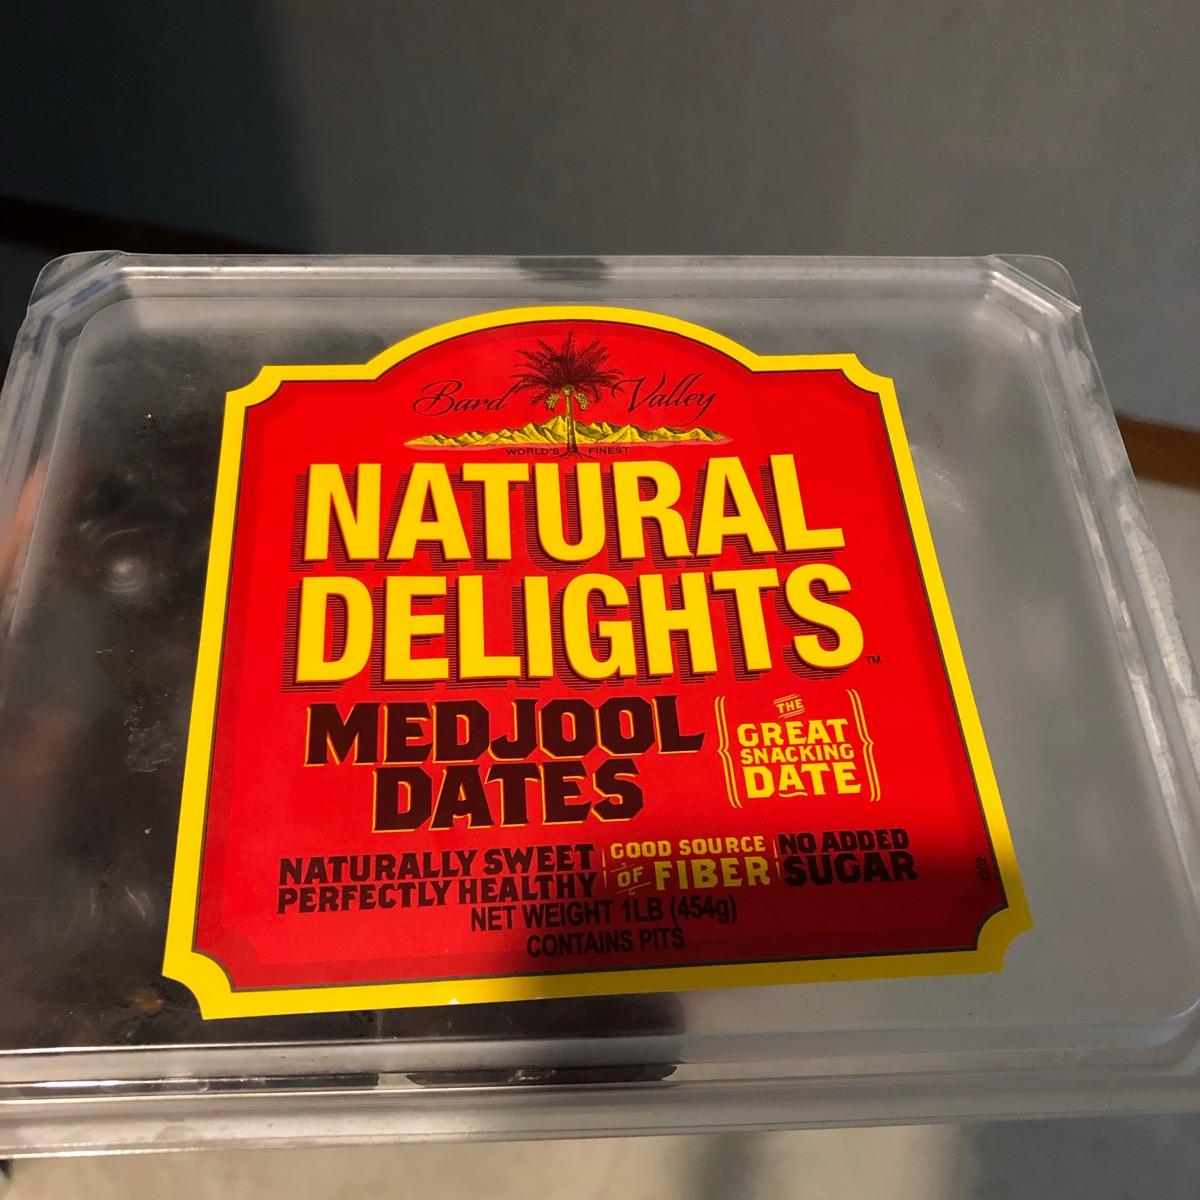 Bard Valley
WORLD'S FINEST
NATURAL
DELIGHTS™
MEDJOOL
DATES
THE
GREAT
SNACKING
DATE
NATURALLY SWEET
PERFECTLY HEALTHY
GOOD SOURCE
OF FIBER
NO ADDED
SUGAR
NET WEIGHT 1LB (454g)
CONTAINS PITS